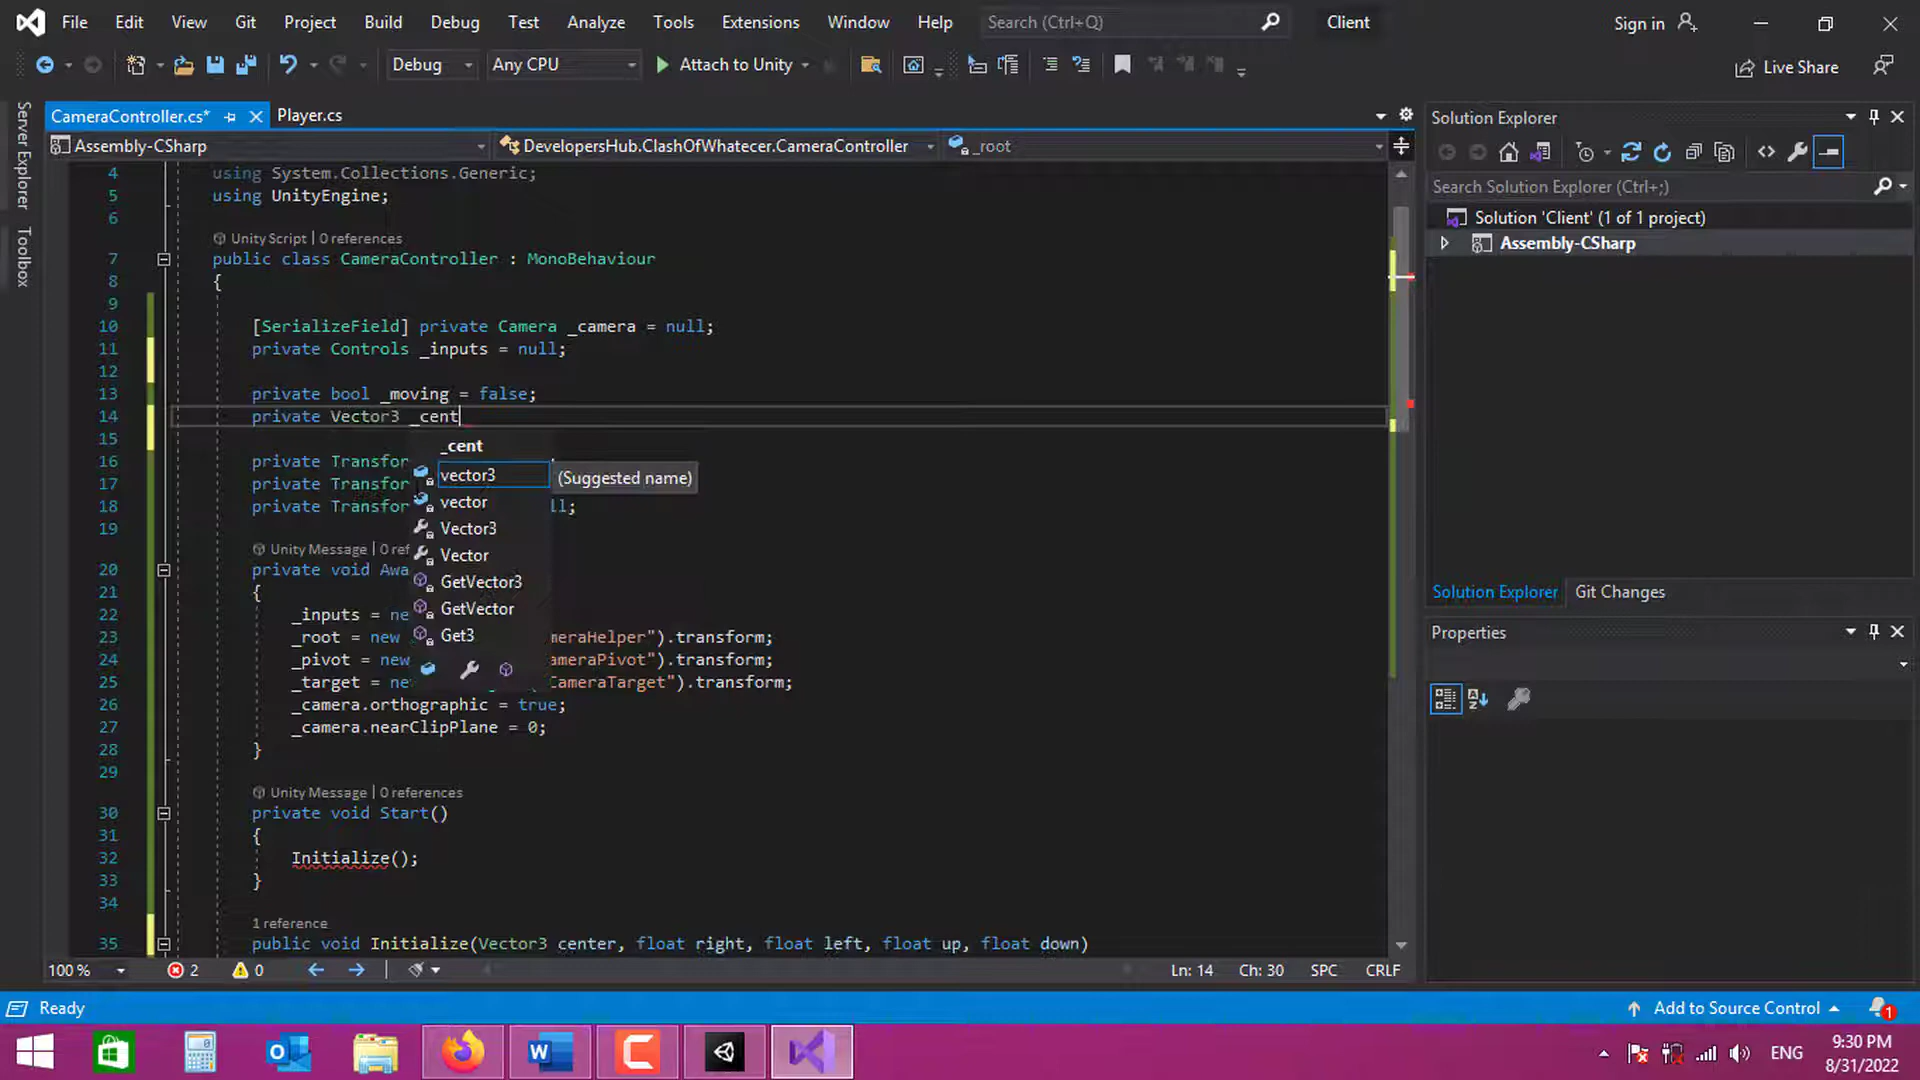 File Edit View Git Project Build Debug Test Analyze Tools Extensions Window Help Search (Ctrl+Q) Client Sign in
Debug Any CPU Attach to Unity Live Share
Server Explorer
Toolbox
CameraController.cs* Player.cs
Assembly-CSharp DevelopersHub.ClashOfWhatecer.CameraController _root
4 using System.Collections.Generic;
5 using UnityEngine;
6
Unity Script | 0 references
7 public class CameraController : MonoBehaviour
8 {
9
10 [SerializeField] private Camera _camera = null;
11 private Controls _inputs = null;
12
13 private bool _moving = false;
14 private Vector3 _cent
15
16 private Transfor
17 private Transfor
18 private Transfor ll;
19
_cent
vector3 (Suggested name)
vector
Vector3
Vector
GetVector3
GetVector
Get3
Unity Message | 0 ref
20 private void Awa
21 {
22 _inputs = ne
23 _root = new meraHelper").transform;
24 _pivot = new ameraPivot").transform;
25 _target = ne CameraTarget").transform;
26 _camera.orthographic = true;
27 _camera.nearClipPlane = 0;
28 }
29
Unity Message | 0 references
30 private void Start()
31 {
32 Initialize();
33 }
34
1 reference
35 public void Initialize(Vector3 center, float right, float left, float up, float down)
100 % 2 0 Ln: 14 Ch: 30 SPC CRLF
Solution Explorer
Search Solution Explorer (Ctrl+;)
Solution 'Client' (1 of 1 project)
Assembly-CSharp
Solution Explorer Git Changes
Properties
Ready Add to Source Control 1
ENG 9:30 PM
8/31/2022